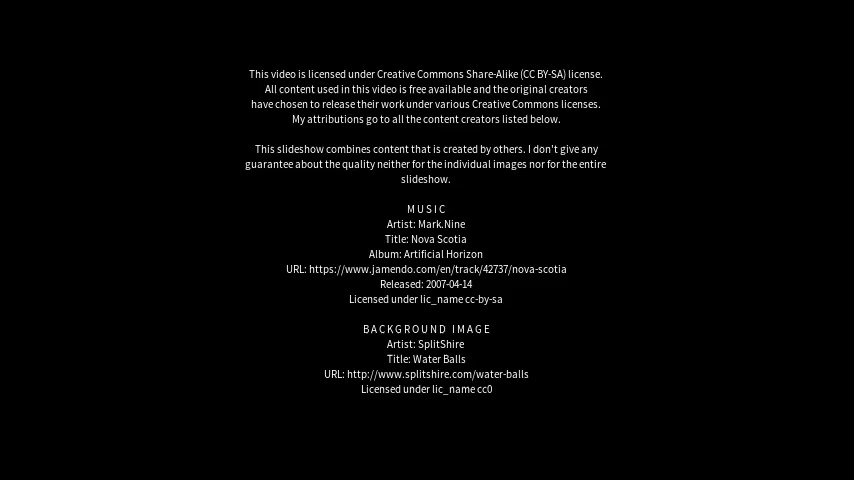 This video is licensed under Creative Commons Share-Alike (CC BY-SA) license.
All content used in this video is free available and the original creators
have chosen to release their work under various Creative Commons licenses.
My attributions go to all the content creators listed below.
This slideshow combines content that is created by others. I don't give any
guarantee about the quality neither for the individual images nor for the entire
slideshow.
MUSIC
Artist: Mark.Nine
Title: Nova Scotia
Album: Artificial Horizon
URL: https://www.jamendo.com/en/track/42737/nova-scotia
Released: 2007-04-14
Licensed under lic_name cc-by-sa
BACKGROUND IMAGE
Artist: SplitShire
Title: Water Balls
URL: http://www.splitshire.com/water-balls
Licensed under lic_name cc0